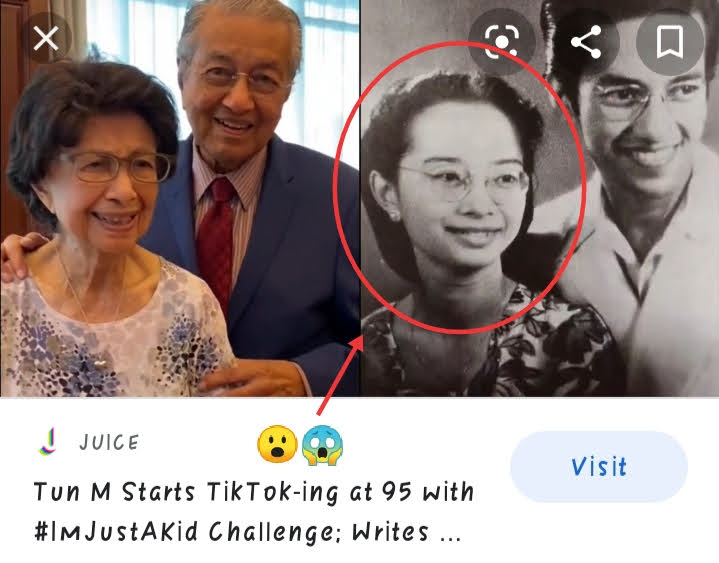 JUICE
Visit
Tun M Starts TikTok-ing at 95 with
#ImJustAKid Challenge; Writes ...